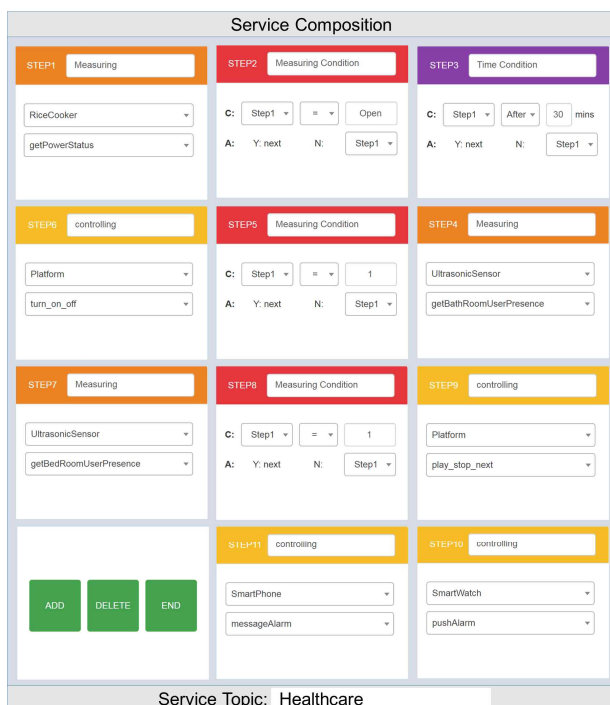 Service Composition
STEP1 Measuring
RiceCooker
getPowerStatus
STEP2 Measuring Condition
C: Step1 = Open
A: Y: next N: Step1
STEP3 Time Condition
C: Step1 After 30 mins
A: Y: next N: Step1
STEP6 controlling
Platform
turn_on_off
STEP5 Measuring Condition
C: Step1 = 1
A: Y: next N: Step1
STEP4 Measuring
UltrasonicSensor
getBathRoomUserPresence
STEP7 Measuring
UltrasonicSensor
getBedRoomUserPresence
STEP8 Measuring Condition
C: Step1 = 1
A: Y: next N: Step1
STEP9 controlling
Platform
play_stop_next
ADD DELETE END
STEP11 controlling
SmartPhone
messageAlarm
STEP10 controlling
SmartWatch
pushAlarm
Service Topic: Healthcare